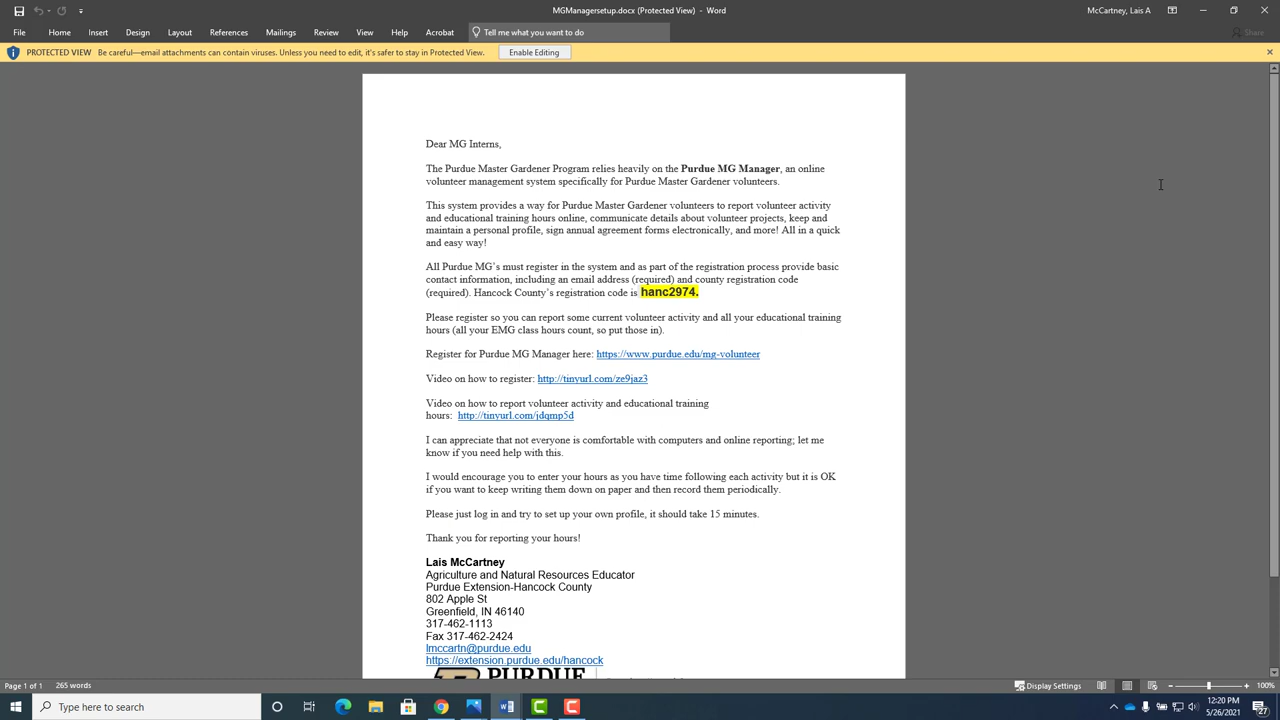 MGManagersetup.docx (Protected View) - Word
McCartney, Lais A
File Home Insert Design Layout References Mailings Review View Help Acrobat Tell me what you want to do Share
PROTECTED VIEW Be careful—email attachments can contain viruses. Unless you need to edit, it's safer to stay in Protected View. Enable Editing
Dear MG Interns,
The Purdue Master Gardener Program relies heavily on the Purdue MG Manager, an online
volunteer management system specifically for Purdue Master Gardener volunteers.
This system provides a way for Purdue Master Gardener volunteers to report volunteer activity
and educational training hours online, communicate details about volunteer projects, keep and
maintain a personal profile, sign annual agreement forms electronically, and more! All in a quick
and easy way!
All Purdue MG's must register in the system and as part of the registration process provide basic
contact information, including an email address (required) and county registration code
(required). Hancock County's registration code is hanc2974.
Please register so you can report some current volunteer activity and all your educational training
hours (all your EMG class hours count, so put those in).
Register for Purdue MG Manager here: https://www.purdue.edu/mg-volunteer
Video on how to register: http://tinyurl.com/ze9jaz3
Video on how to report volunteer activity and educational training
hours: http://tinyurl.com/jdqmp5d
I can appreciate that not everyone is comfortable with computers and online reporting; let me
know if you need help with this.
I would encourage you to enter your hours as you have time following each activity but it is OK
if you want to keep writing them down on paper and then record them periodically.
Please just log in and try to set up your own profile, it should take 15 minutes.
Thank you for reporting your hours!
Lais McCartney
Agriculture and Natural Resources Educator
Purdue Extension-Hancock County
802 Apple St
Greenfield, IN 46140
317-462-1113
Fax 317-462-2424
lmccartn@purdue.edu
https://extension.purdue.edu/hancock
PURDUE
Page 1 of 1 265 words
Display Settings 100%
Type here to search
12:20 PM
5/26/2021